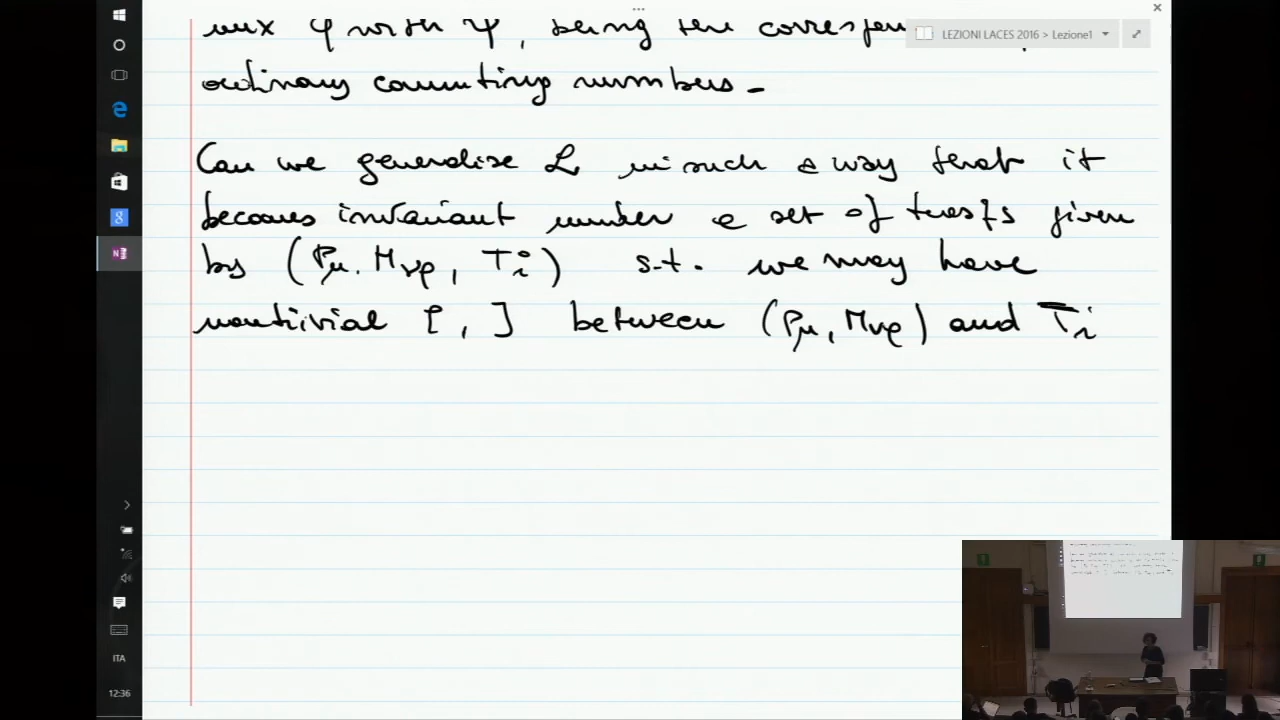 LEZIONI LACES 2016 > Lezione1
mix φ with ψ, being the
ordinary commuting numbers -
Can we generalise L in such a way that it
becomes invariant under a set of transfs given
by (Pμ, Mνρ, Ti) s.t. we may have
nontrivial [ , ] between (Pμ, Mνρ) and Ti
ITA
12:36